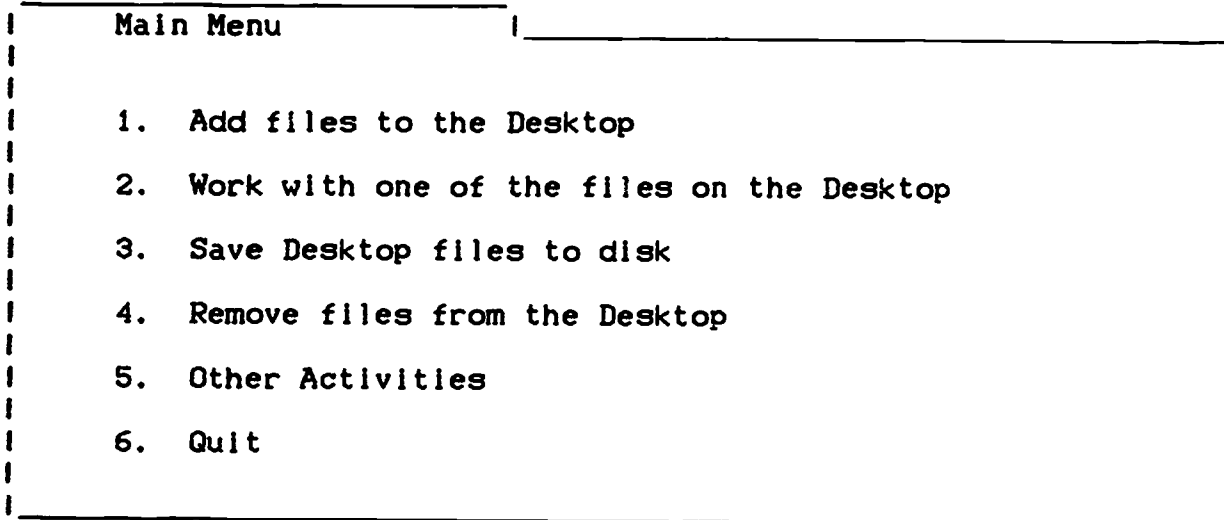 Main Menu
1. Add files to the Desktop
2. Work with one of the files on the Desktop
3. Save Desktop files to disk
4. Remove files from the Desktop
5. Other Activities
6. Quit